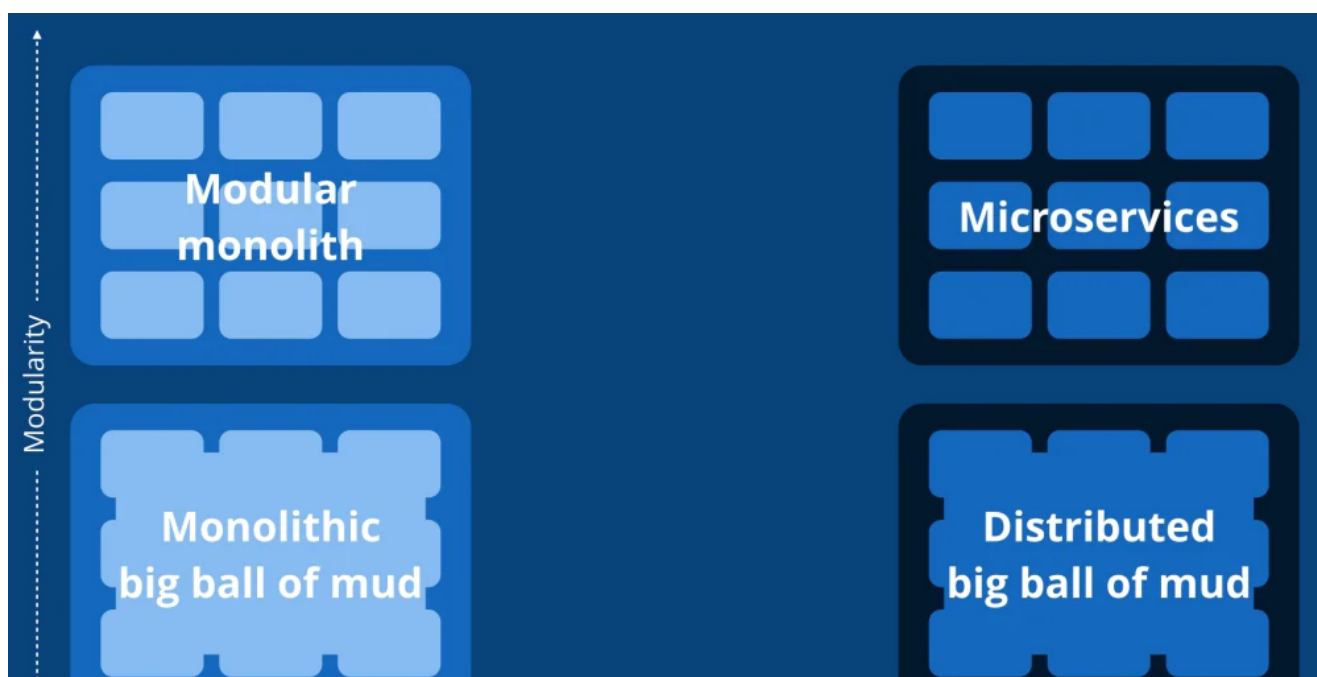 Modularity
Modular
monolith
Microservices
Monolithic
big ball of mud
Distributed
big ball of mud